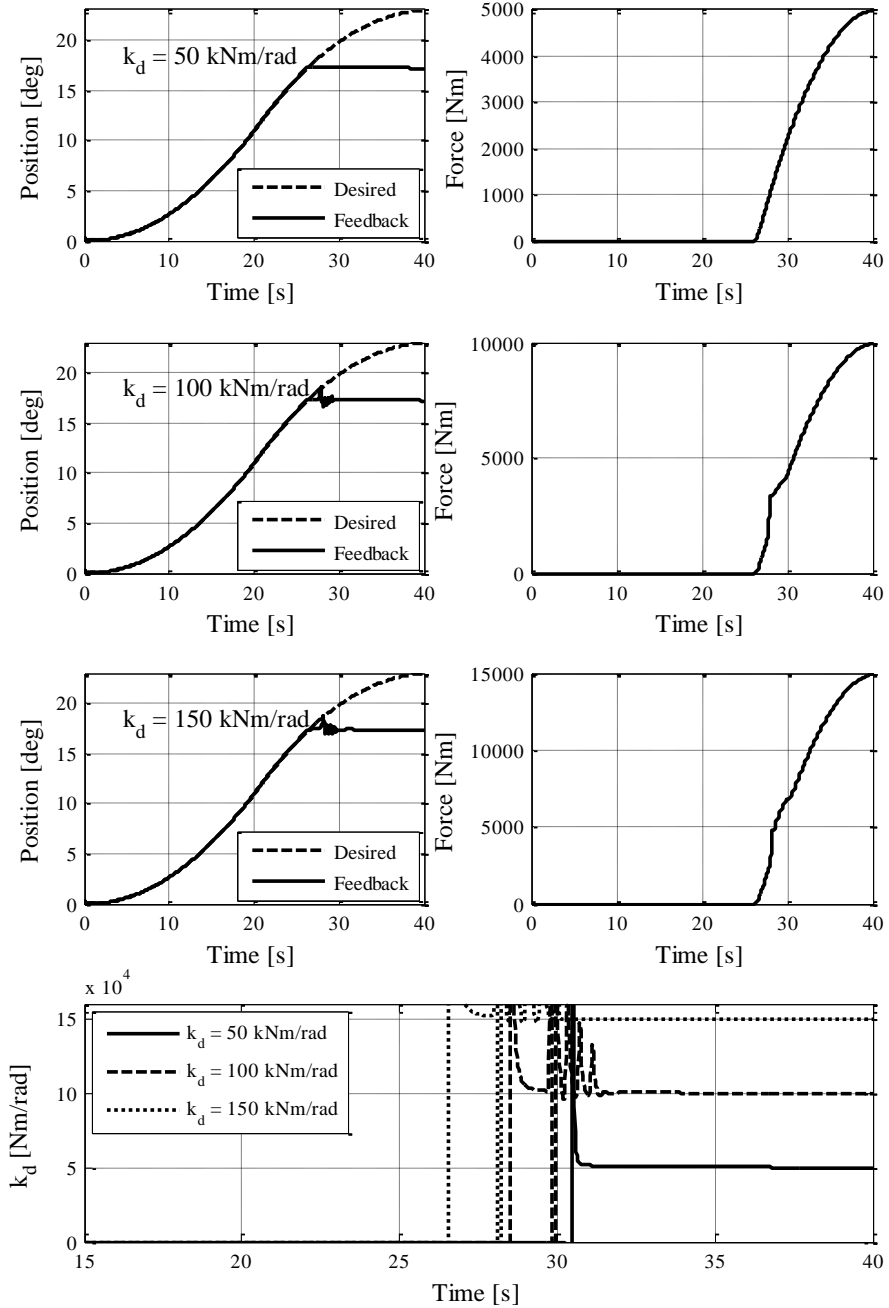 k_d = 50 kNm/rad
Position [deg]
20
15
10
5
0
Desired
Feedback
0 10 20 30 40
Time [s]
Force [Nm]
5000
4000
3000
2000
1000
0
0 10 20 30 40
Time [s]
k_d = 100 kNm/rad
Position [deg]
20
15
10
5
0
Desired
Feedback
0 10 20 30 40
Time [s]
Force [Nm]
10000
5000
0
0 10 20 30 40
Time [s]
k_d = 150 kNm/rad
Position [deg]
20
15
10
5
0
Desired
Feedback
0 10 20 30 40
Time [s]
Force [Nm]
15000
10000
5000
0
0 10 20 30 40
Time [s]
x 10^4
k_d [Nm/rad]
15
10
5
0
k_d = 50 kNm/rad
k_d = 100 kNm/rad
k_d = 150 kNm/rad
15 20 25 30 35 40
Time [s]